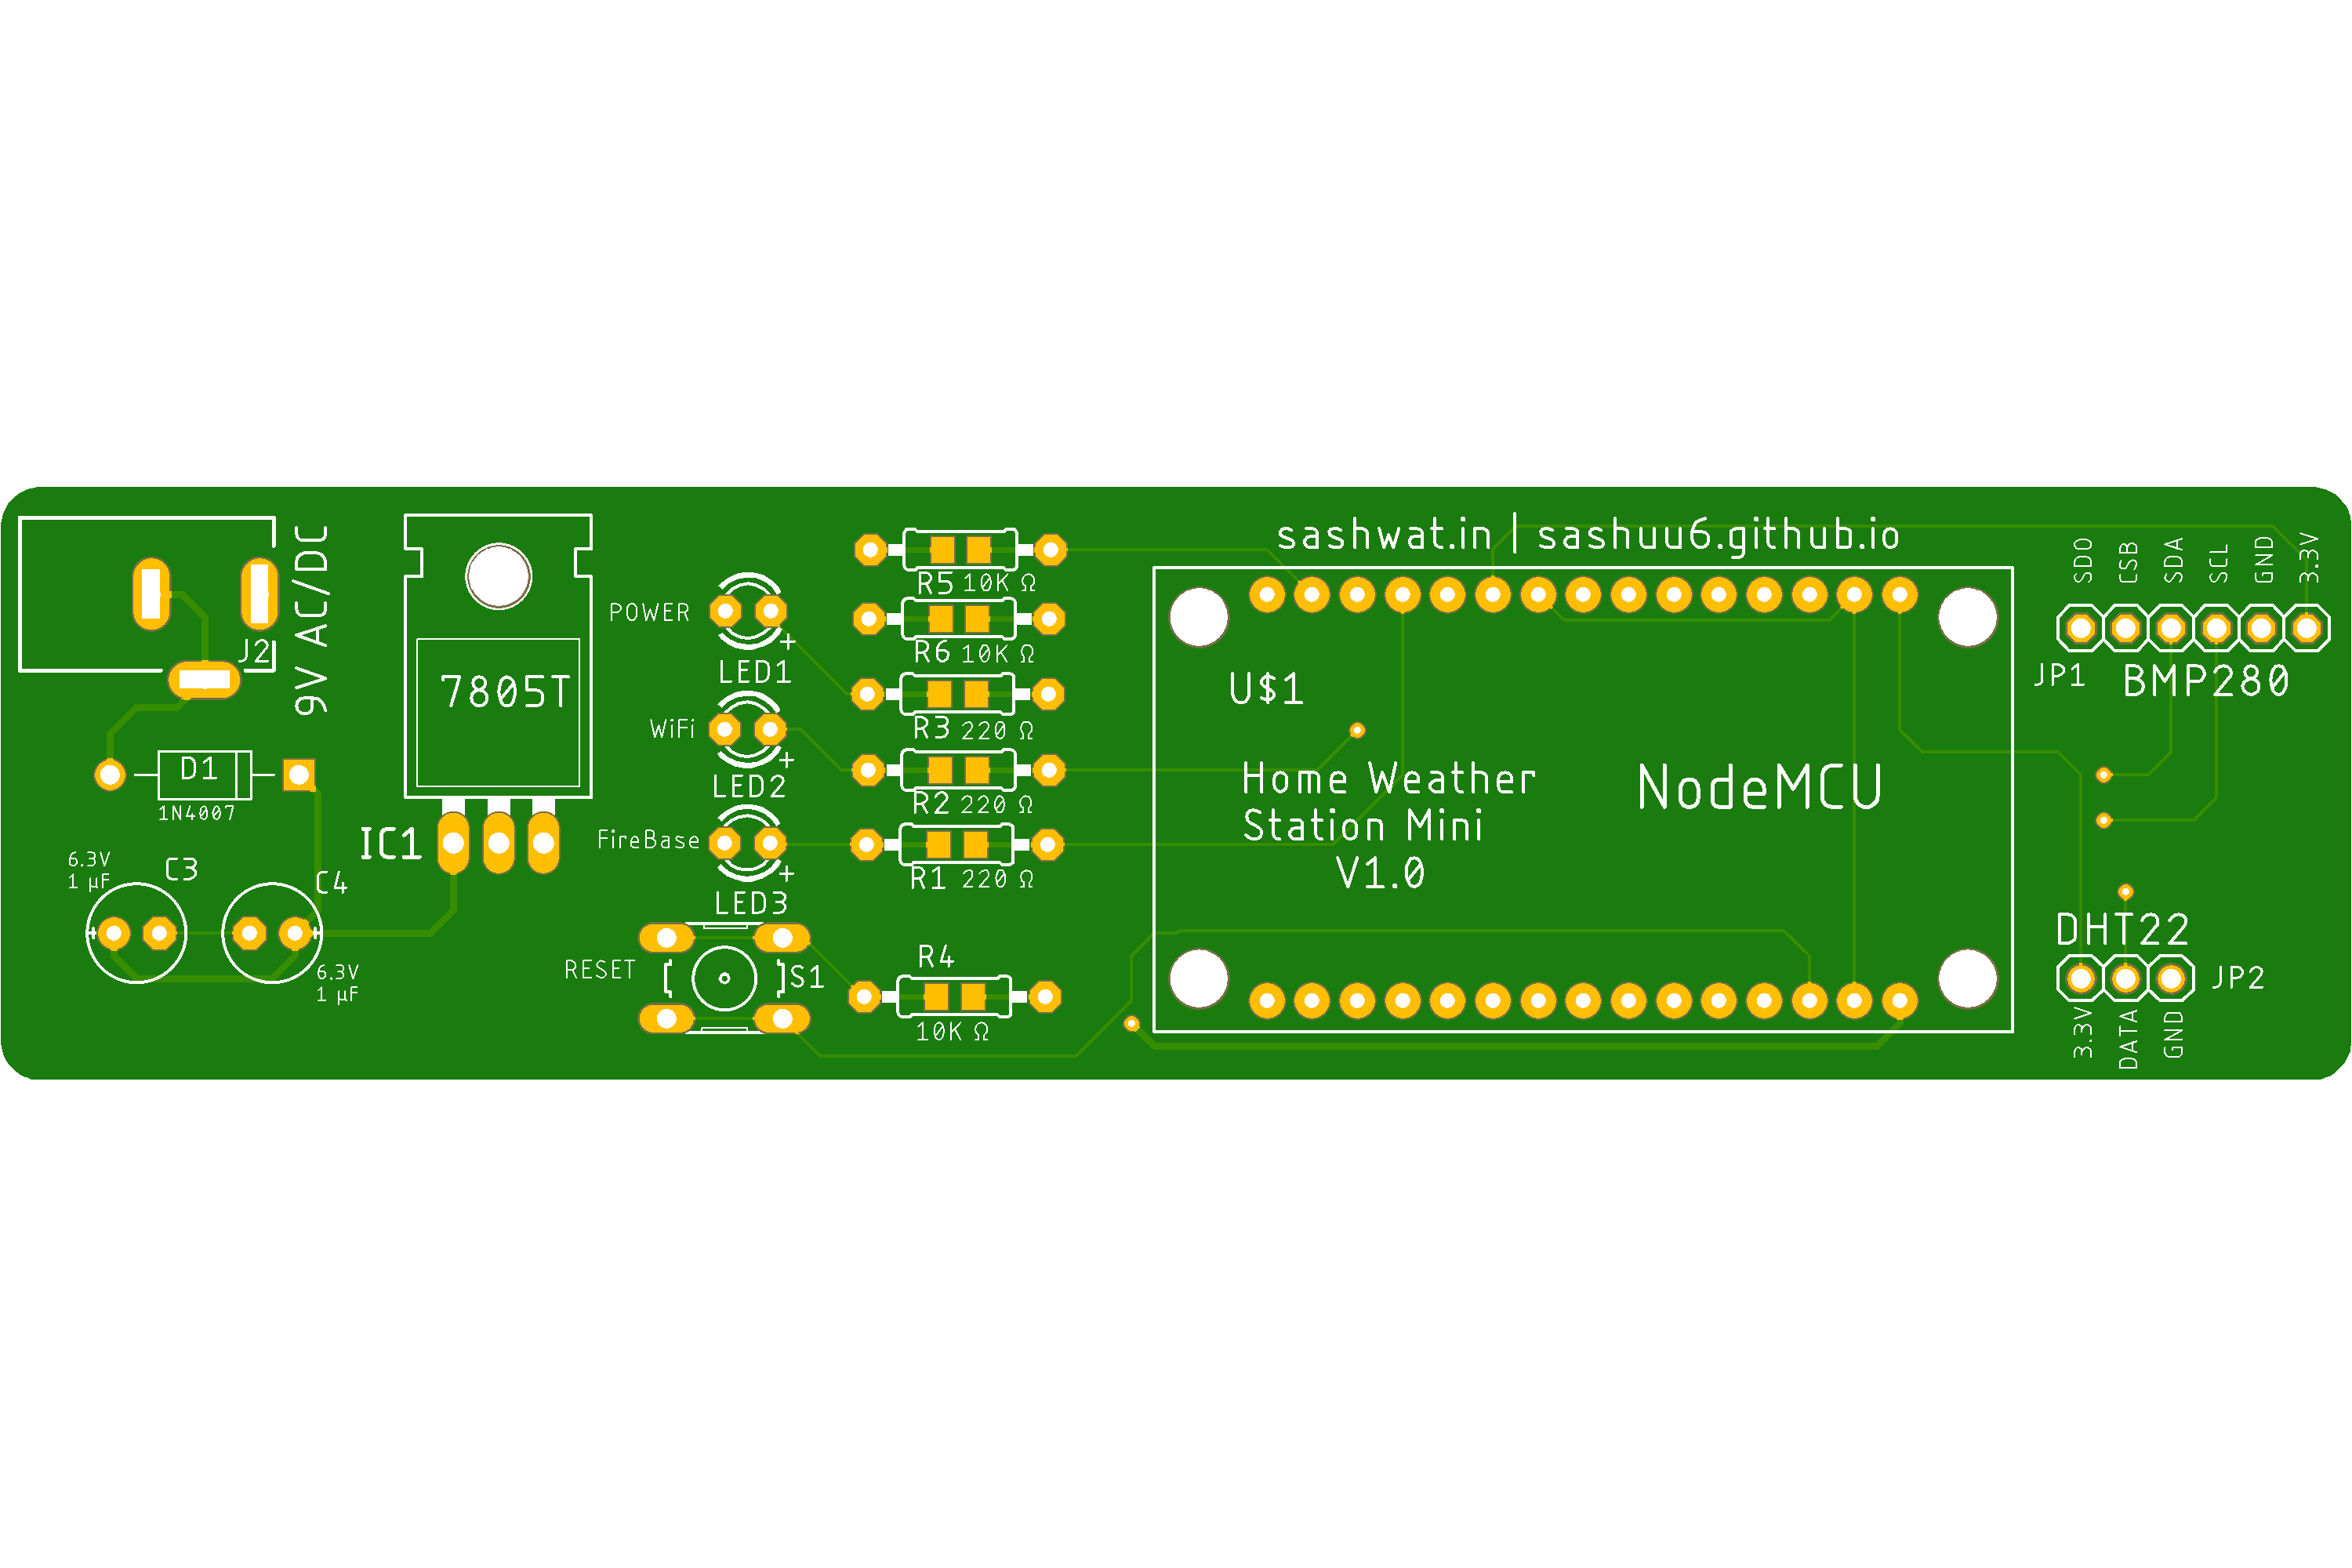 sashwat.in | sashuu6.github.io
9V AC/DC
J2
7805T
IC1
D1
1N4007
6.3V
1 µF
C3
C4
6.3V
1 µF
POWER
LED1
WiFi
LED2
FireBase
LED3
RESET
S1
R5 10K Ω
R6 10K Ω
R3 220 Ω
R2 220 Ω
R1 220 Ω
R4
10K Ω
U$1
Home Weather
Station Mini
V1.0
NodeMCU
SDO
CSB
SDA
SCL
GND
3.3V
JP1
BMP280
DHT22
JP2
3.3V
DATA
GND